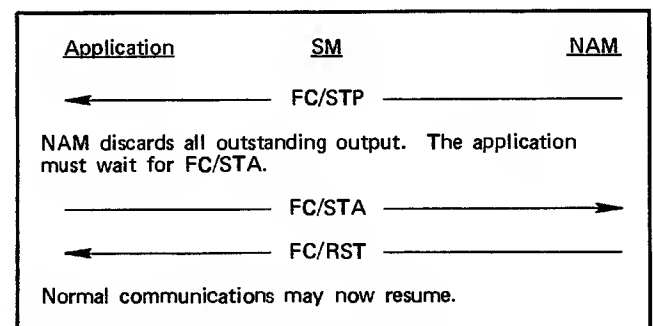 Application SM NAM
FC/STP
NAM discards all outstanding output. The application
must wait for FC/STA.
FC/STA
FC/RST
Normal communications may now resume.